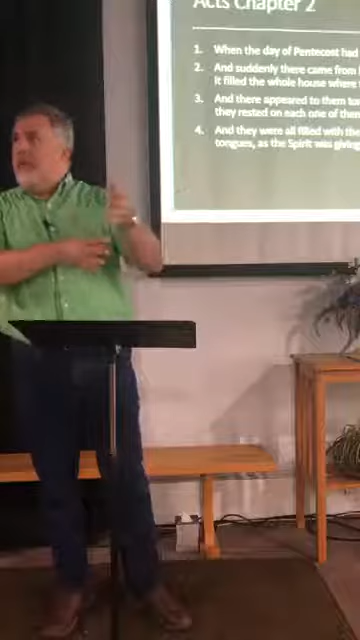 Acts Chapter 2
1. When the day of Pentecost had
2. And suddenly there came from
it filled the whole house where
3. And there appeared to them
they rested on each one of them
4. And they were all filled with the
tongues, as the Spirit was giving